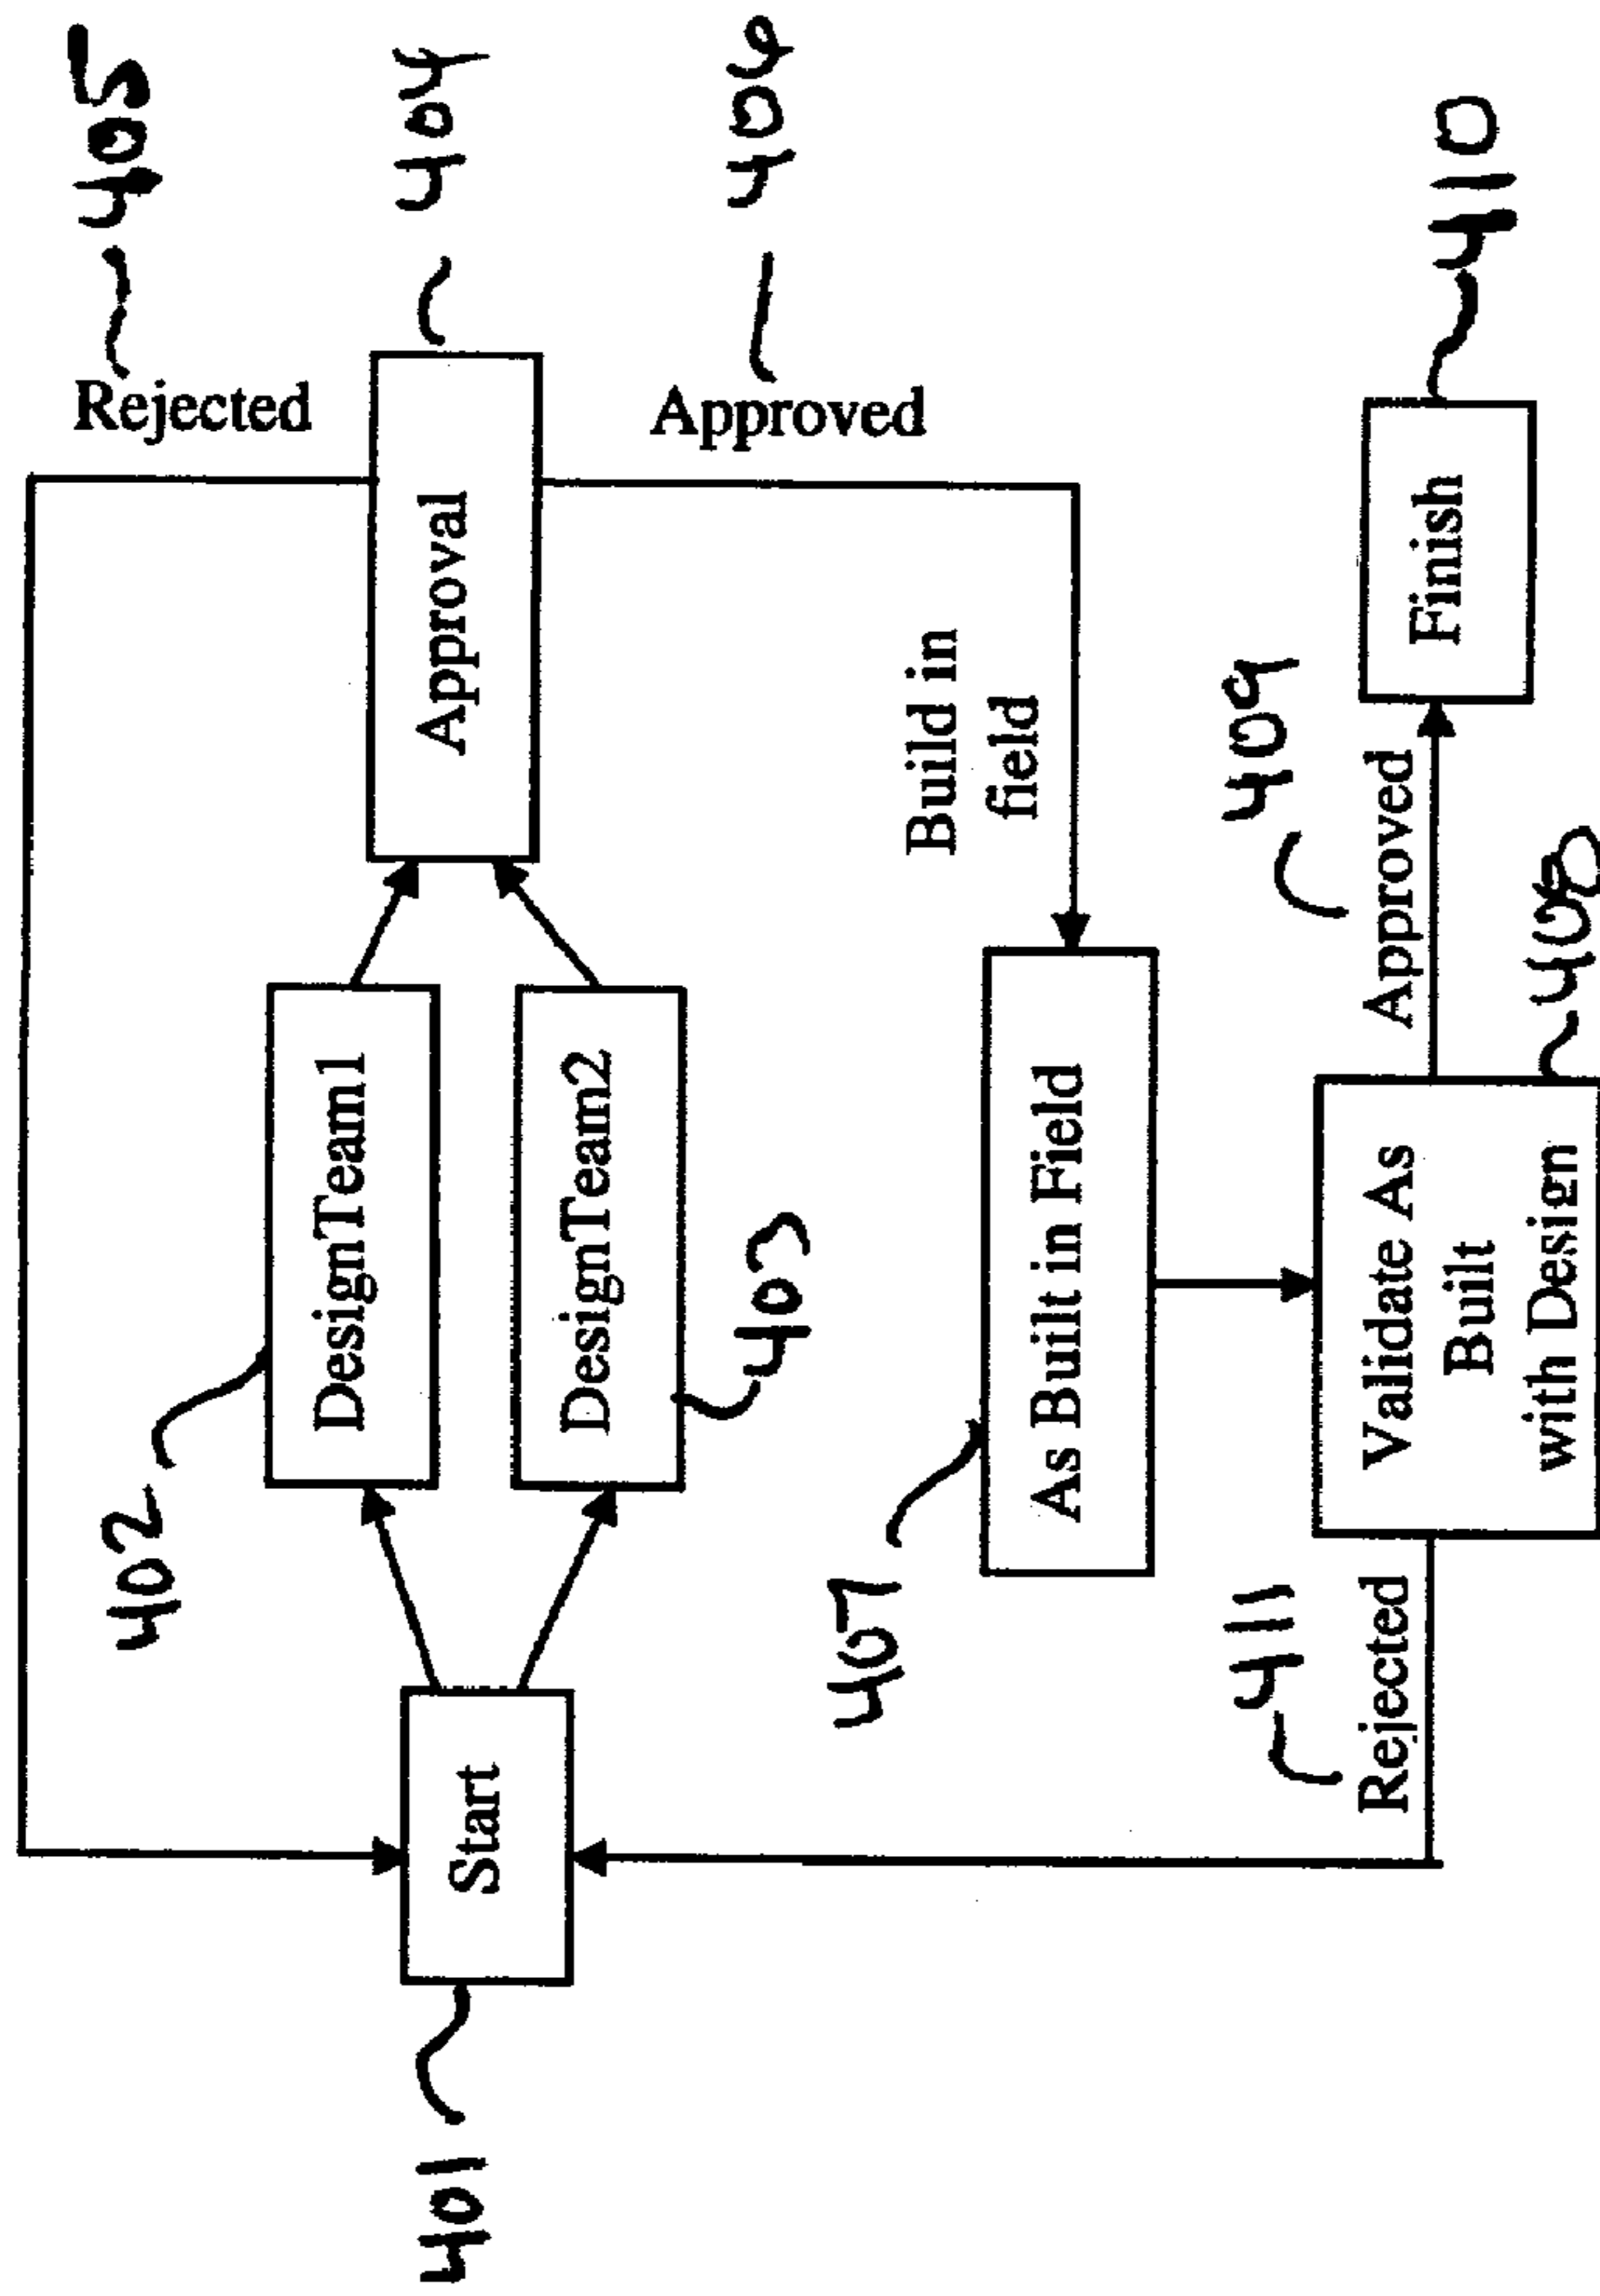 405
Rejected
402
DesignTeam1
401
Start
Approval
404
DesignTeam2
403
Approved
406
407
Build in
field
As Built in Field
411
409
Rejected
Validate As
Built
with Design
Approved
Finish
410
408